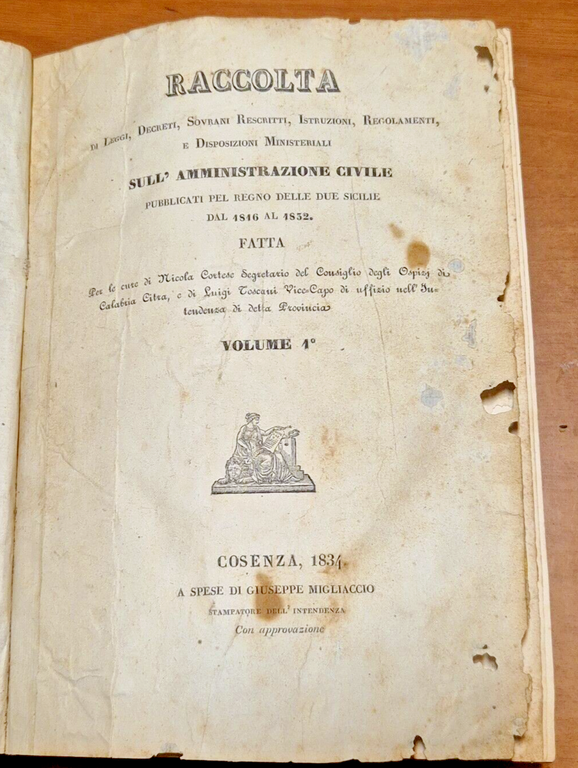 RACCOLTA
DI LEGGI, DECRETI, SOVRANI RESCRITTI, ISTRUZIONI, REGOLAMENTI,
E DISPOSIZIONI MINISTERIALI
SULL' AMMINISTRAZIONE CIVILE
PUBBLICATI PEL REGNO DELLE DUE SICILIE
DAL 1816 AL 1832.
FATTA
Per le cure di Nicola Cortese Segretario del Consiglio degli Ospizj di
Calabria Citra, e di Luigi Toscani Vice-Capo di uffizio nell'In-
tendenza di detta Provincia
VOLUME 1°
COSENZA, 1834.
A SPESE DI GIUSEPPE MIGLIACCIO
STAMPATORE DELL' INTENDENZA
Con approvazione